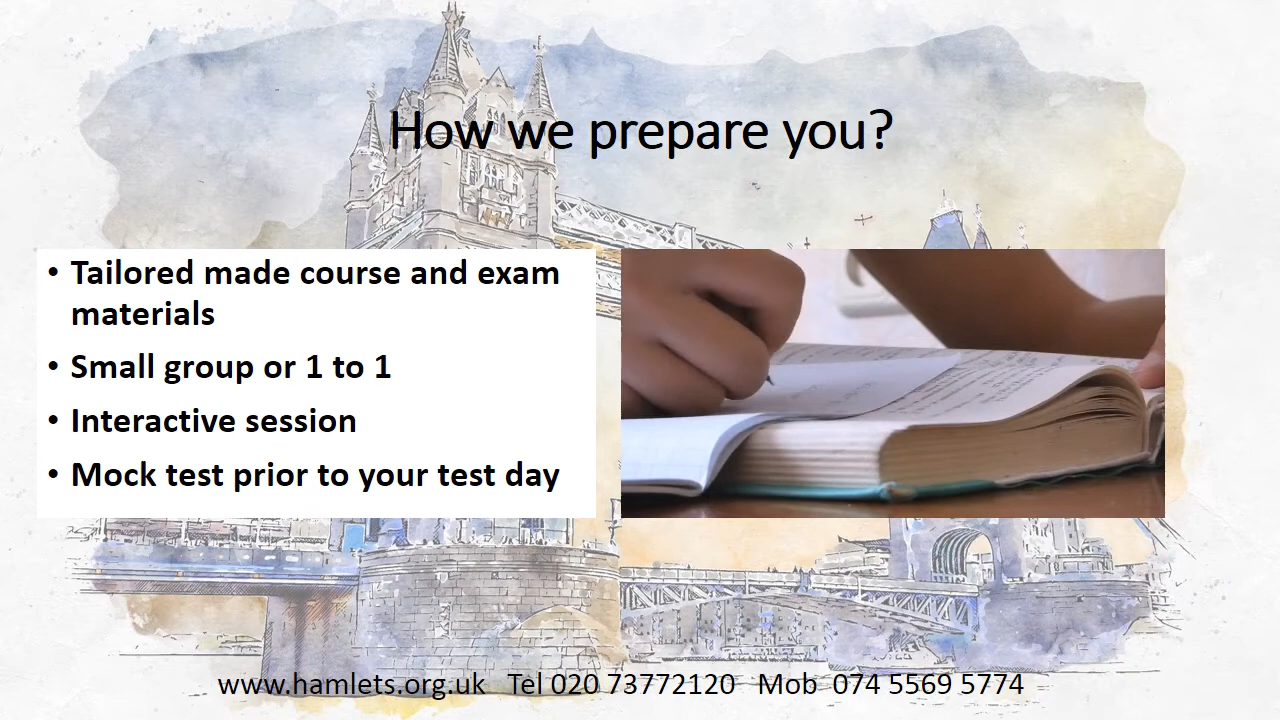 How we prepare you?
• Tailored made course and exam
materials
• Small group or 1 to 1
• Interactive session
• Mock test prior to your test day
www.hamlets.org.uk Tel 020 73772120 Mob 074 5569 5774